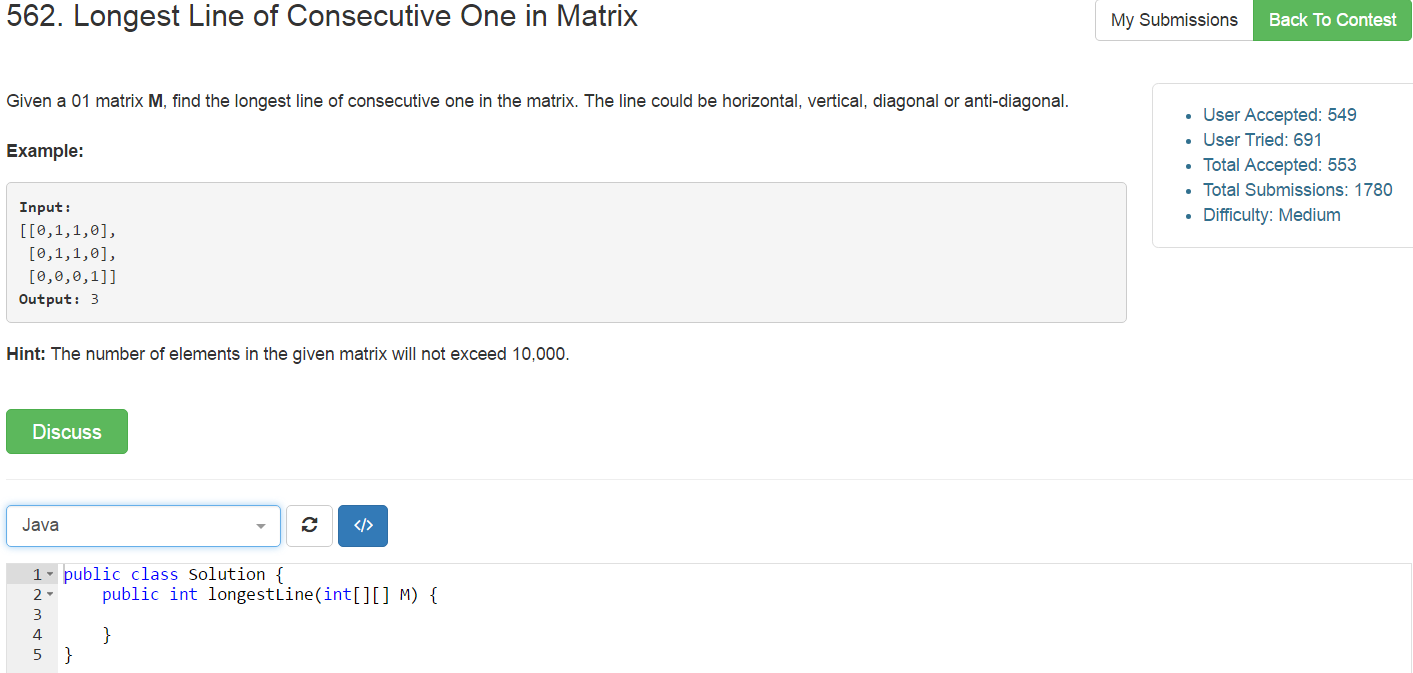 562. Longest Line of Consecutive One in Matrix
My Submissions
Back To Contest
Given a 01 matrix M, find the longest line of consecutive one in the matrix. The line could be horizontal, vertical, diagonal or anti-diagonal.
User Accepted: 549
User Tried: 691
Total Accepted: 553
Total Submissions: 1780
Difficulty: Medium
Example:
Input:
[[0,1,1,0],
 [0,1,1,0],
 [0,0,0,1]]
Output: 3
Hint: The number of elements in the given matrix will not exceed 10,000.
Discuss
Java
</>
1 public class Solution {
2     public int longestLine(int[][] M) {
3
4     }
5 }